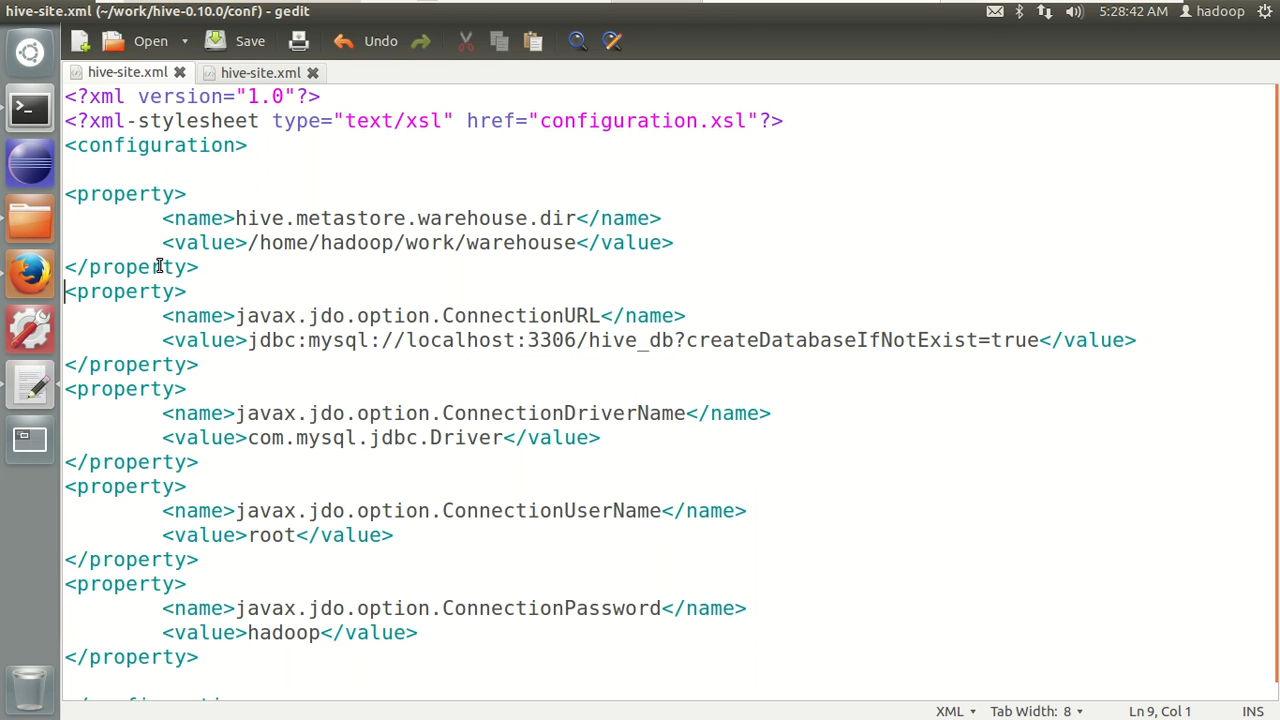 hive-site.xml (~/work/hive-0.10.0/conf) - gedit
5:28:42 AM hadoop
Open Save Undo
hive-site.xml hive-site.xml
<?xml version="1.0"?>
<?xml-stylesheet type="text/xsl" href="configuration.xsl"?>
<configuration>
<property>
<name>hive.metastore.warehouse.dir</name>
<value>/home/hadoop/work/warehouse</value>
</property>
<property>
<name>javax.jdo.option.ConnectionURL</name>
<value>jdbc:mysql://localhost:3306/hive_db?createDatabaseIfNotExist=true</value>
</property>
<property>
<name>javax.jdo.option.ConnectionDriverName</name>
<value>com.mysql.jdbc.Driver</value>
</property>
<property>
<name>javax.jdo.option.ConnectionUserName</name>
<value>root</value>
</property>
<property>
<name>javax.jdo.option.ConnectionPassword</name>
<value>hadoop</value>
</property>
XML Tab Width: 8 Ln 9, Col 1 INS